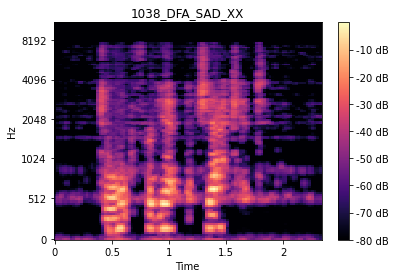 1038_DFA_SAD_XX
8192
4096
2048
1024
512
0
Hz
0 0.5 1 1.5 2
Time
-10 dB
-20 dB
-30 dB
-40 dB
-50 dB
-60 dB
-70 dB
-80 dB